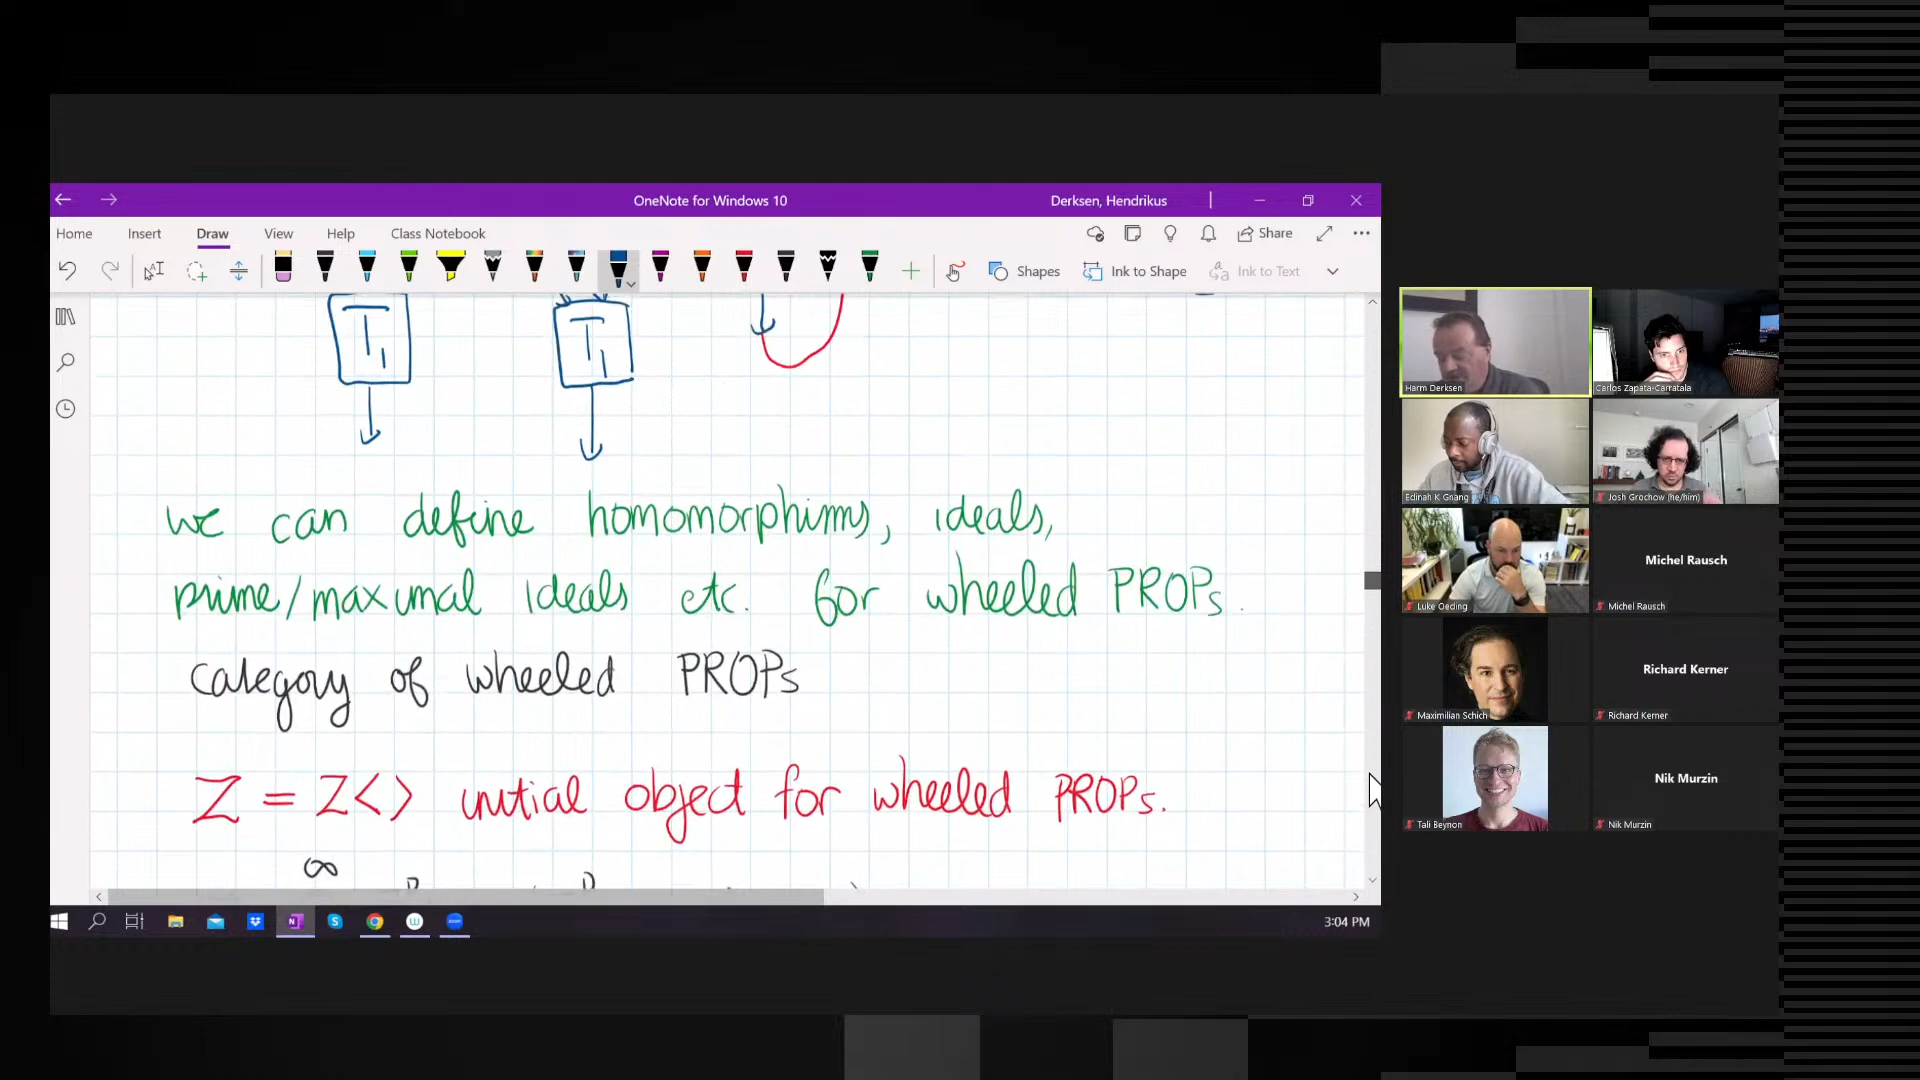 OneNote for Windows 10
Derksen, Hendrikus
Home Insert Draw View Help Class Notebook
Share
Shapes Ink to Shape Ink to Text
T1 T1
we can define homomorphims, ideals,
prime/maximal ideals etc. for wheeled PROPs.
category of wheeled PROPs
Z = Z<> initial object for wheeled PROPs.
∞
3:04 PM
Harm Derksen
Carlos Zapata-Carratala
Edinah K Gnang
Josh Grochow (he/him)
Luke Oeding
Michel Rausch
Michel Rausch
Maximilian Schich
Richard Kerner
Richard Kerner
Tali Beynon
Nik Murzin
Nik Murzin